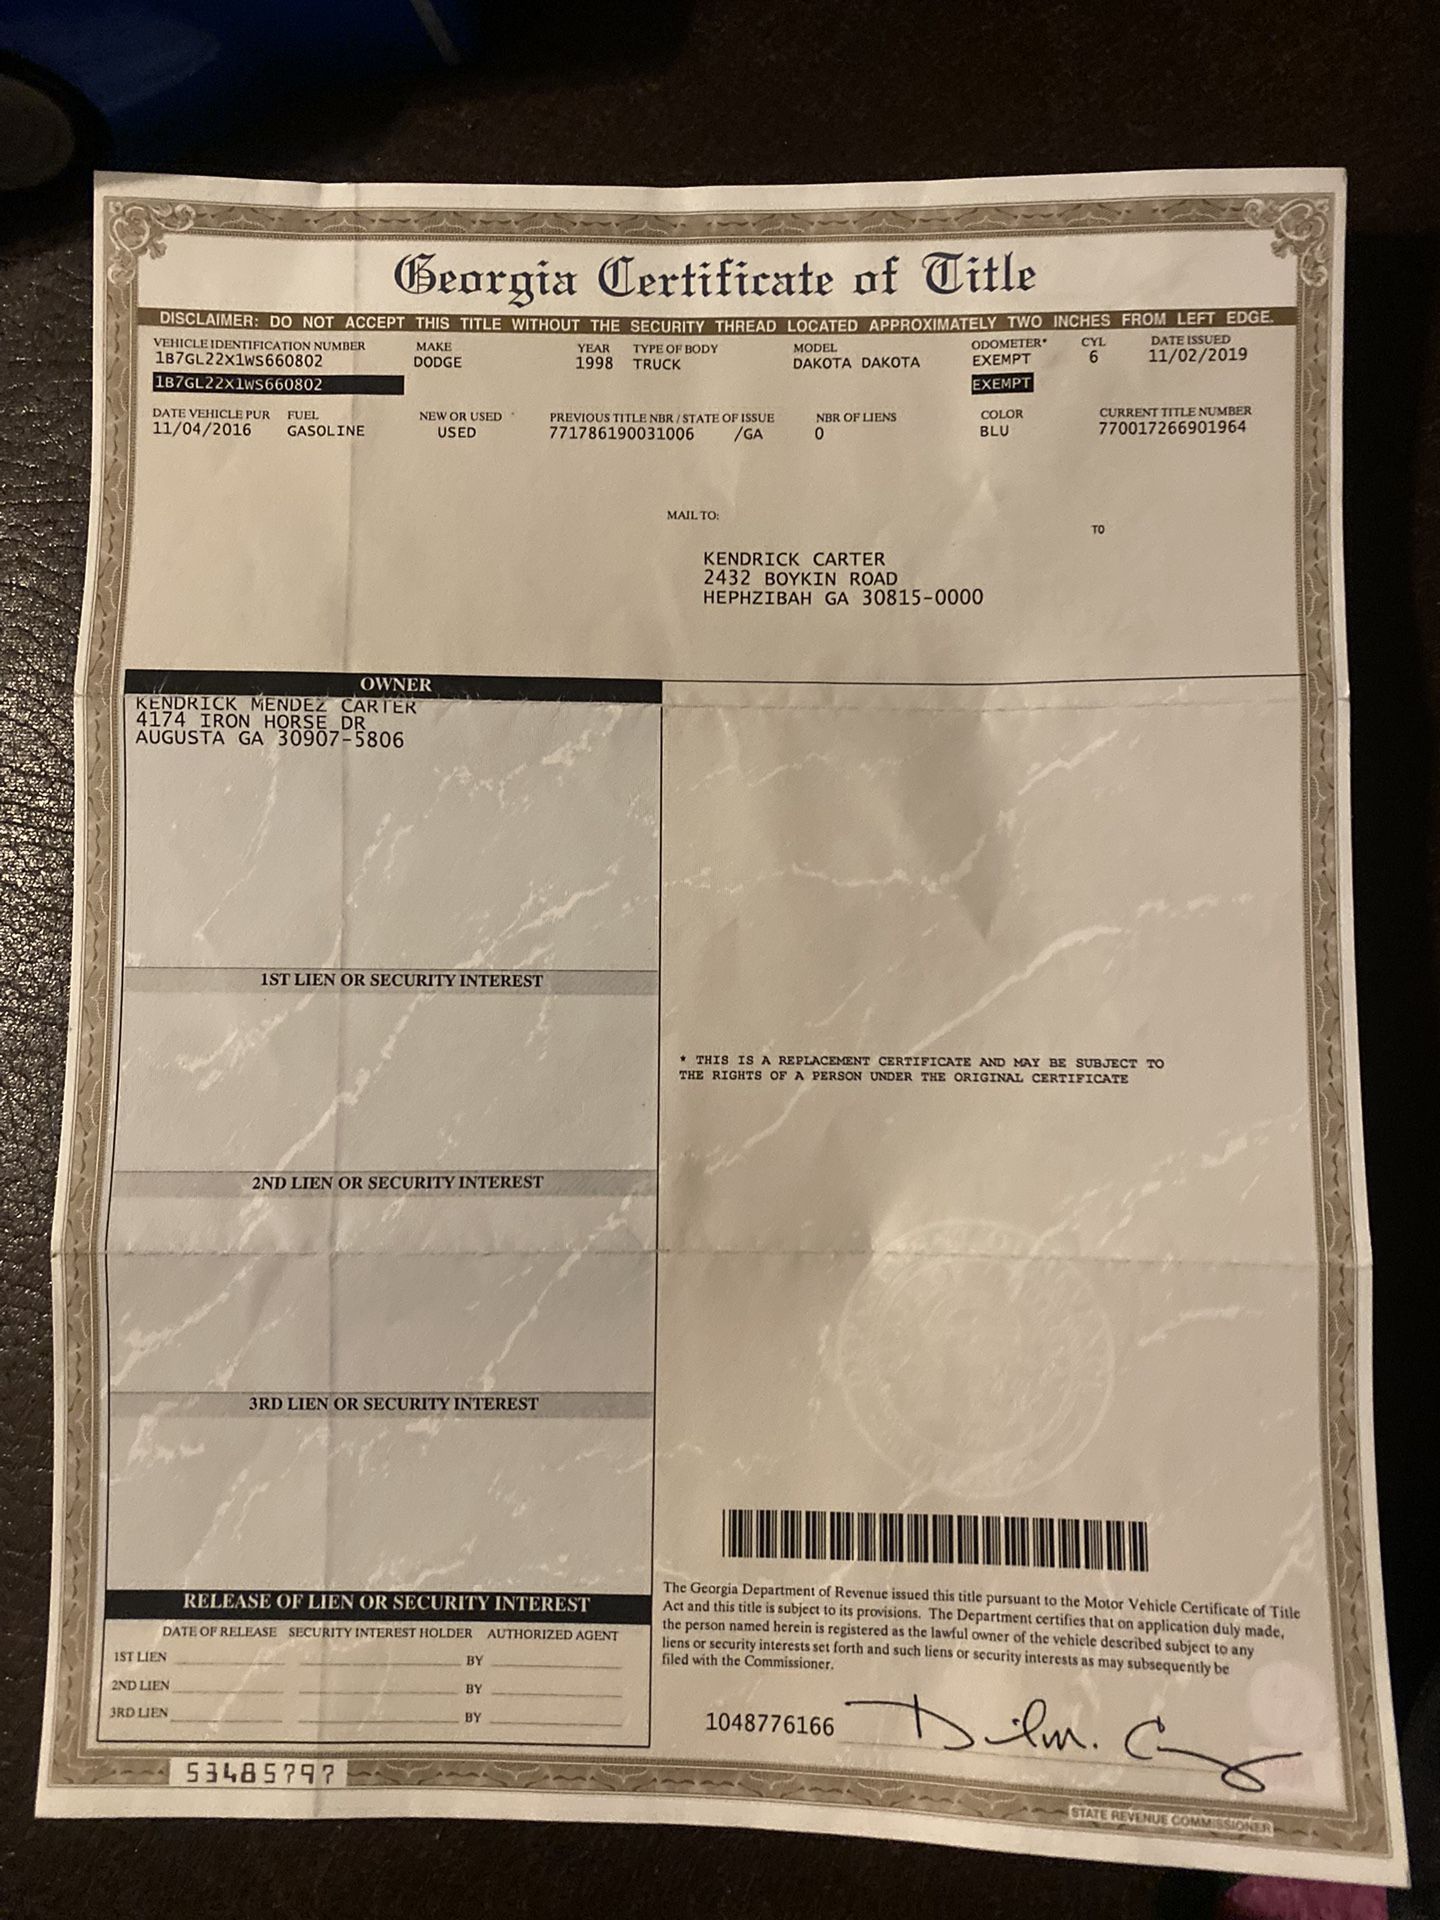 Georgia Certificate of Title
DISCLAIMER: DO NOT ACCEPT THIS TITLE WITHOUT THE SECURITY THREAD LOCATED APPROXIMATELY TWO INCHES FROM LEFT EDGE.
VEHICLE IDENTIFICATION NUMBER MAKE YEAR TYPE OF BODY MODEL ODOMETER* CYL DATE ISSUED
1B7GL22X1WS660802 DODGE 1998 TRUCK DAKOTA DAKOTA EXEMPT 6 11/02/2019
1B7GL22X1WS660802 EXEMPT
DATE VEHICLE PUR FUEL NEW OR USED PREVIOUS TITLE NBR / STATE OF ISSUE NBR OF LIENS COLOR CURRENT TITLE NUMBER
11/04/2016 GASOLINE USED 771786190031006 /GA 0 BLU 770017266901964
MAIL TO:
TO
KENDRICK CARTER
2432 BOYKIN ROAD
HEPHZIBAH GA 30815-0000
OWNER
KENDRICK MENDEZ CARTER
4174 IRON HORSE DR
AUGUSTA GA 30907-5806
1ST LIEN OR SECURITY INTEREST
* THIS IS A REPLACEMENT CERTIFICATE AND MAY BE SUBJECT TO
THE RIGHTS OF A PERSON UNDER THE ORIGINAL CERTIFICATE
2ND LIEN OR SECURITY INTEREST
3RD LIEN OR SECURITY INTEREST
RELEASE OF LIEN OR SECURITY INTEREST
DATE OF RELEASE SECURITY INTEREST HOLDER AUTHORIZED AGENT
1ST LIEN BY
2ND LIEN BY
3RD LIEN BY
The Georgia Department of Revenue issued this title pursuant to the Motor Vehicle Certificate of Title
Act and this title is subject to its provisions. The Department certifies that on application duly made,
the person named herein is registered as the lawful owner of the vehicle described subject to any
liens or security interests set forth and such liens or security interests as may subsequently be
filed with the Commissioner.
1048776166
53485797
STATE REVENUE COMMISSIONER